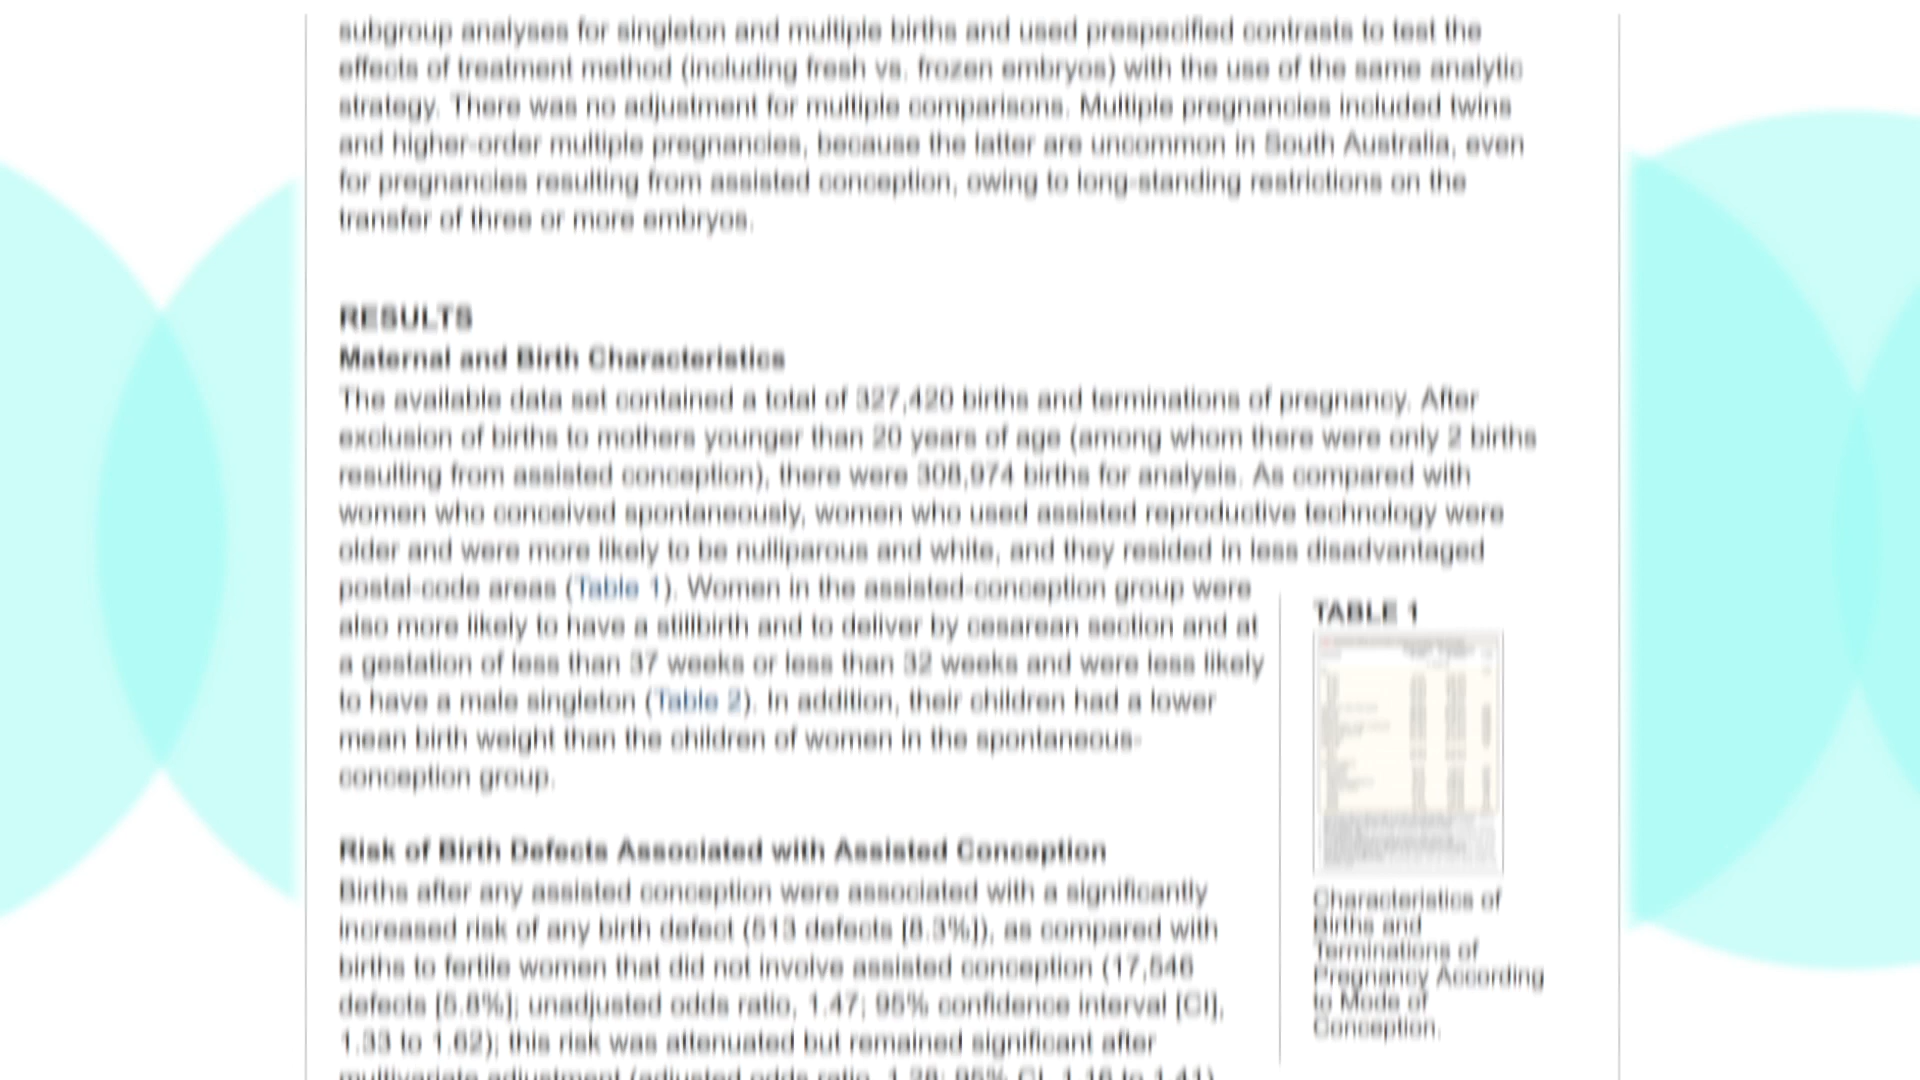 subgroup analyses for singleton and multiple births and used prespecified contrasts to test the
effects of treatment method (including fresh vs. frozen embryos) with the use of the same analytic
strategy. There was no adjustment for multiple comparisons. Multiple pregnancies included twins
and higher-order multiple pregnancies, because the latter are uncommon in South Australia, even
for pregnancies resulting from assisted conception, owing to long-standing restrictions on the
transfer of three or more embryos.
RESULTS
Maternal and Birth Characteristics
The available data set contained a total of 327,420 births and terminations of pregnancy. After
exclusion of births to mothers younger than 20 years of age (among whom there were only 2 births
resulting from assisted conception), there were 308,974 births for analysis. As compared with
women who conceived spontaneously, women who used assisted reproductive technology were
older and were more likely to be nulliparous and white, and they resided in less disadvantaged
postal-code areas (Table 1). Women in the assisted-conception group were
also more likely to have a stillbirth and to deliver by cesarean section and at
a gestation of less than 37 weeks or less than 32 weeks and were less likely
to have a male singleton (Table 2). In addition, their children had a lower
mean birth weight than the children of women in the spontaneous-
conception group.
TABLE 1
Characteristics of
Births and
Terminations of
Pregnancy According
to Mode of
Conception.
Risk of Birth Defects Associated with Assisted Conception
Births after any assisted conception were associated with a significantly
increased risk of any birth defect (513 defects [8.3%]), as compared with
births to fertile women that did not involve assisted conception (17,546
defects [5.8%]; unadjusted odds ratio, 1.47; 95% confidence interval [CI],
1.33 to 1.62); this risk was attenuated but remained significant after
multivariate adjustment (adjusted odds ratio, 1.28; 95% CI, 1.16 to 1.41)